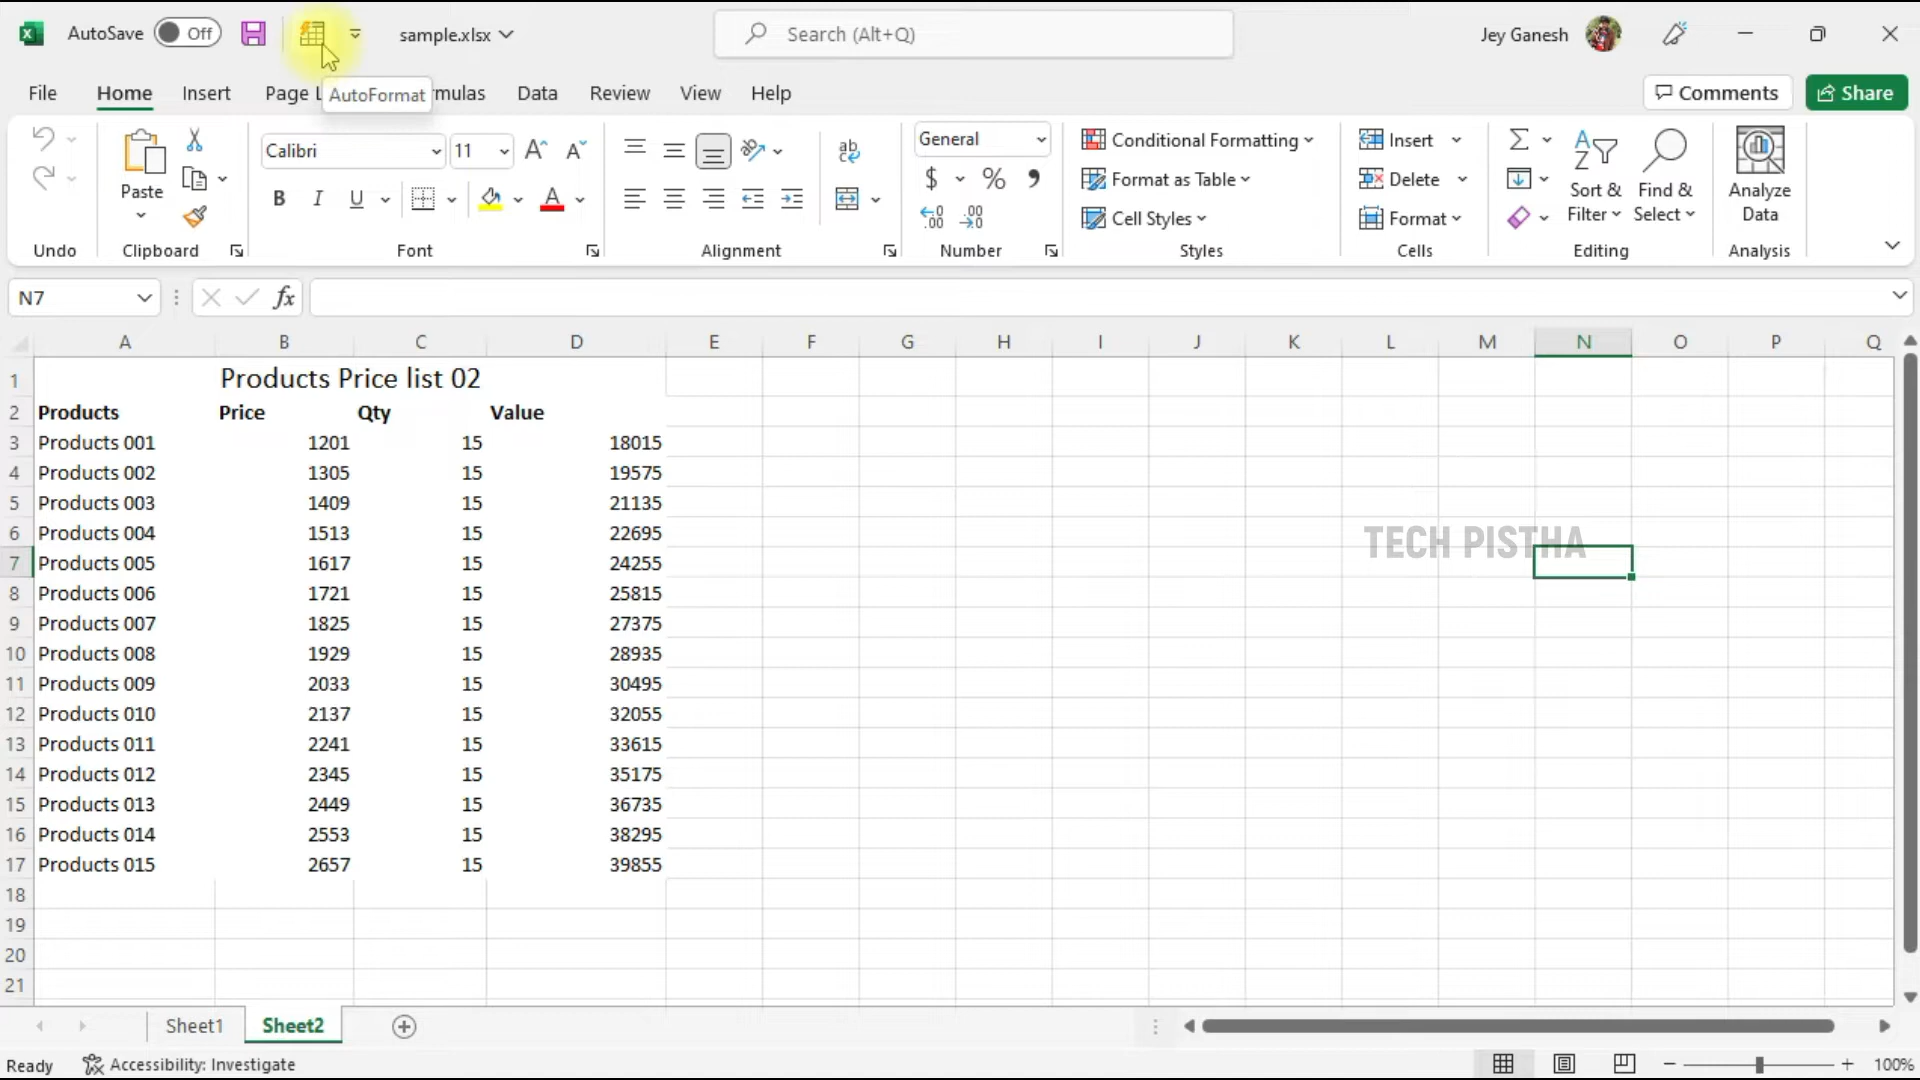 AutoSave Off sample.xlsx Search (Alt+Q) Jey Ganesh
File Home Insert Page L AutoFormat mulas Data Review View Help Comments Share
Calibri 11 General Conditional Formatting Insert
Paste Format as Table Delete Sort & Filter Find & Select Analyze Data
B I U $ % Cell Styles Format
Undo Clipboard Font Alignment Number Styles Cells Editing Analysis
N7 fx
A B C D E F G H I J K L M N O P Q
1 Products Price list 02
2 Products Price Qty Value
3 Products 001 1201 15 18015
4 Products 002 1305 15 19575
5 Products 003 1409 15 21135
6 Products 004 1513 15 22695
TECH PISTHA
7 Products 005 1617 15 24255
8 Products 006 1721 15 25815
9 Products 007 1825 15 27375
10 Products 008 1929 15 28935
11 Products 009 2033 15 30495
12 Products 010 2137 15 32055
13 Products 011 2241 15 33615
14 Products 012 2345 15 35175
15 Products 013 2449 15 36735
16 Products 014 2553 15 38295
17 Products 015 2657 15 39855
18
19
20
21
Sheet1 Sheet2
Ready Accessibility: Investigate 100%